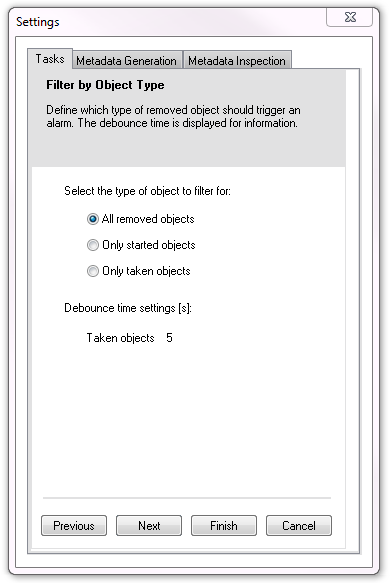 Settings
Tasks
Metadata Generation
Metadata Inspection
Filter by Object Type
Define which type of removed object should trigger an
alarm. The debounce time is displayed for information.
Select the type of object to filter for:
All removed objects
Only started objects
Only taken objects
Debounce time settings [s]:
Taken objects 5
Previous
Next
Finish
Cancel